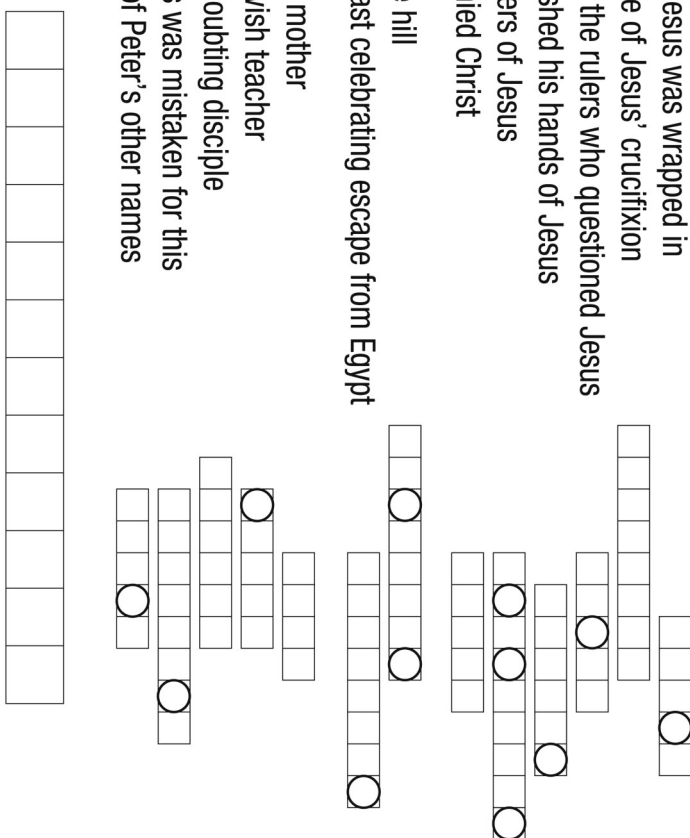 esus was wrapped in
e of Jesus' crucifixion
the rulers who questioned Jesus
shed his hands of Jesus
ers of Jesus
ied Christ
e hill
ast celebrating escape from Egypt
mother
vish teacher
oubting disciple
s was mistaken for this
of Peter's other names